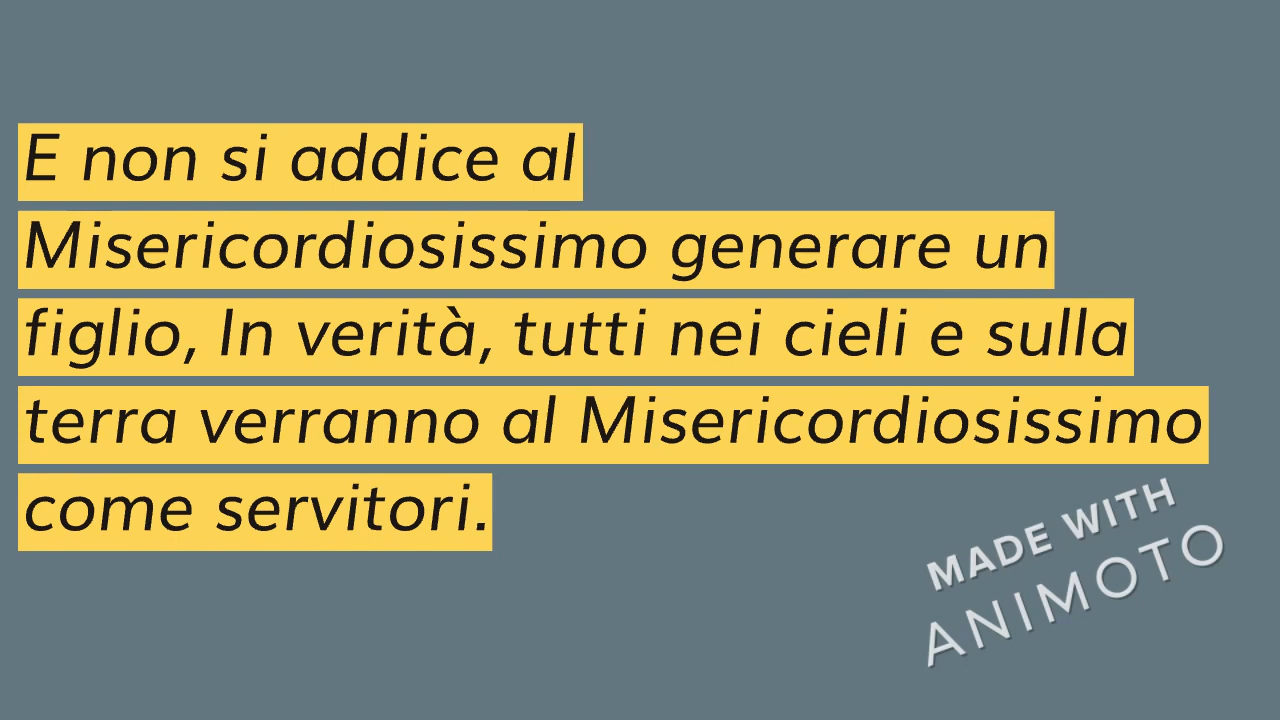 E non si addice al
Misericordiosissimo generare un
figlio, In verità, tutti nei cieli e sulla
terra verranno al Misericordiosissimo
come servitori.
MADE WITH
ANIMOTO